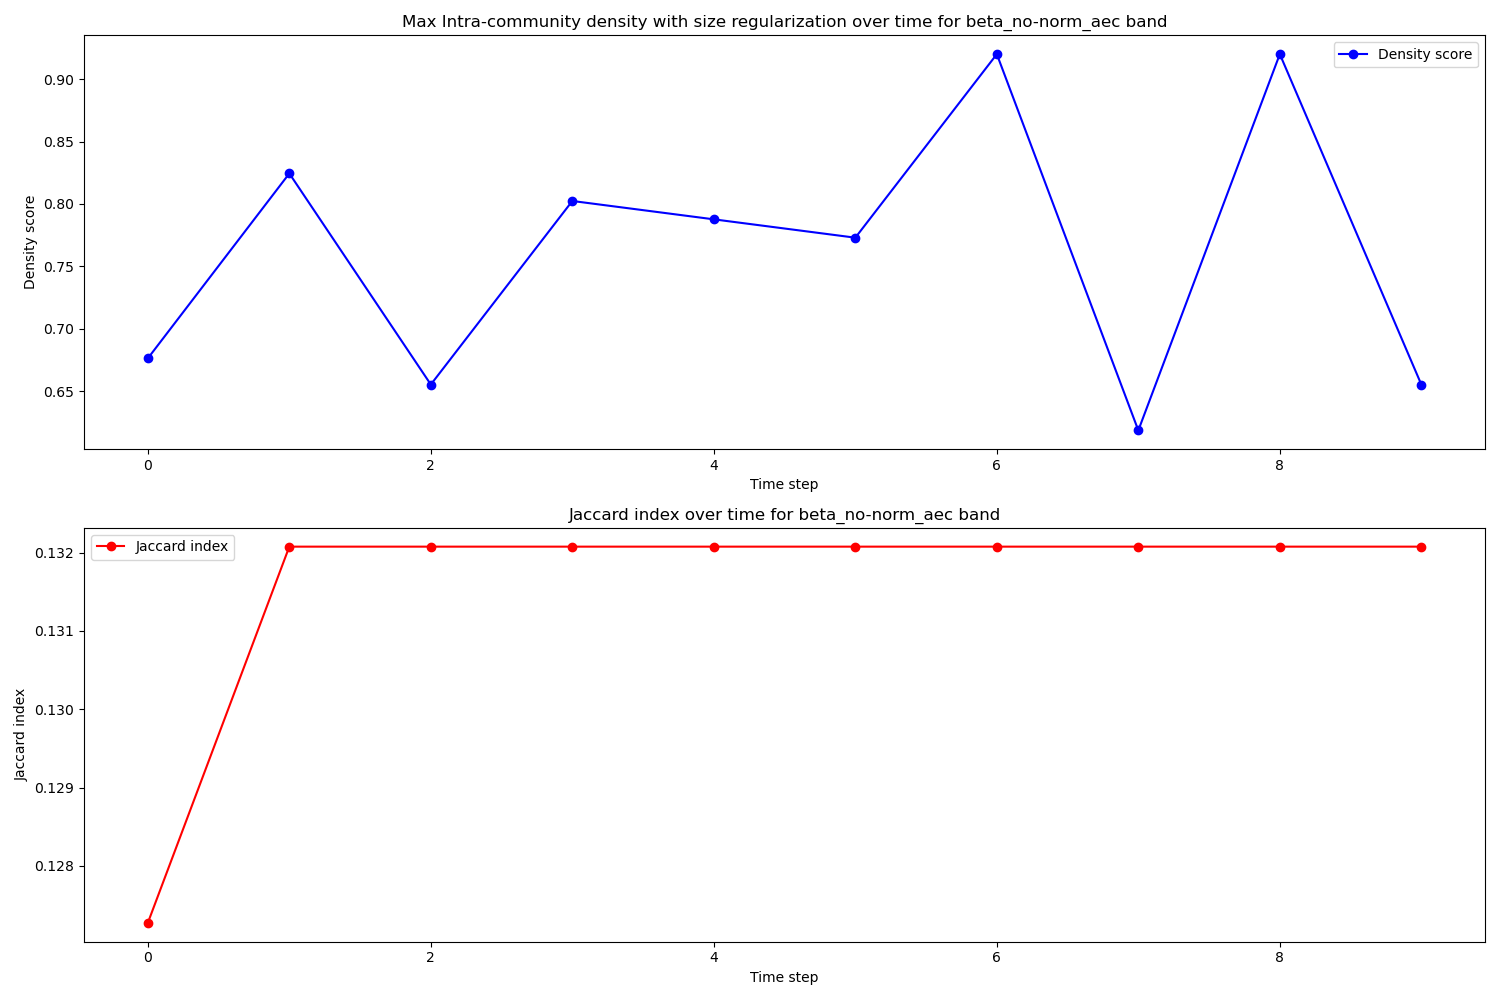 Max Intra-community density with size regularization over time for beta_no-norm_aec band
Density score
0.90
0.85
0.80
0.75
0.70
0.65
Density score
0 2 4 6 8
Time step
Jaccard index over time for beta_no-norm_aec band
Jaccard index
0.132
0.131
0.130
0.129
0.128
Jaccard index
0 2 4 6 8
Time step